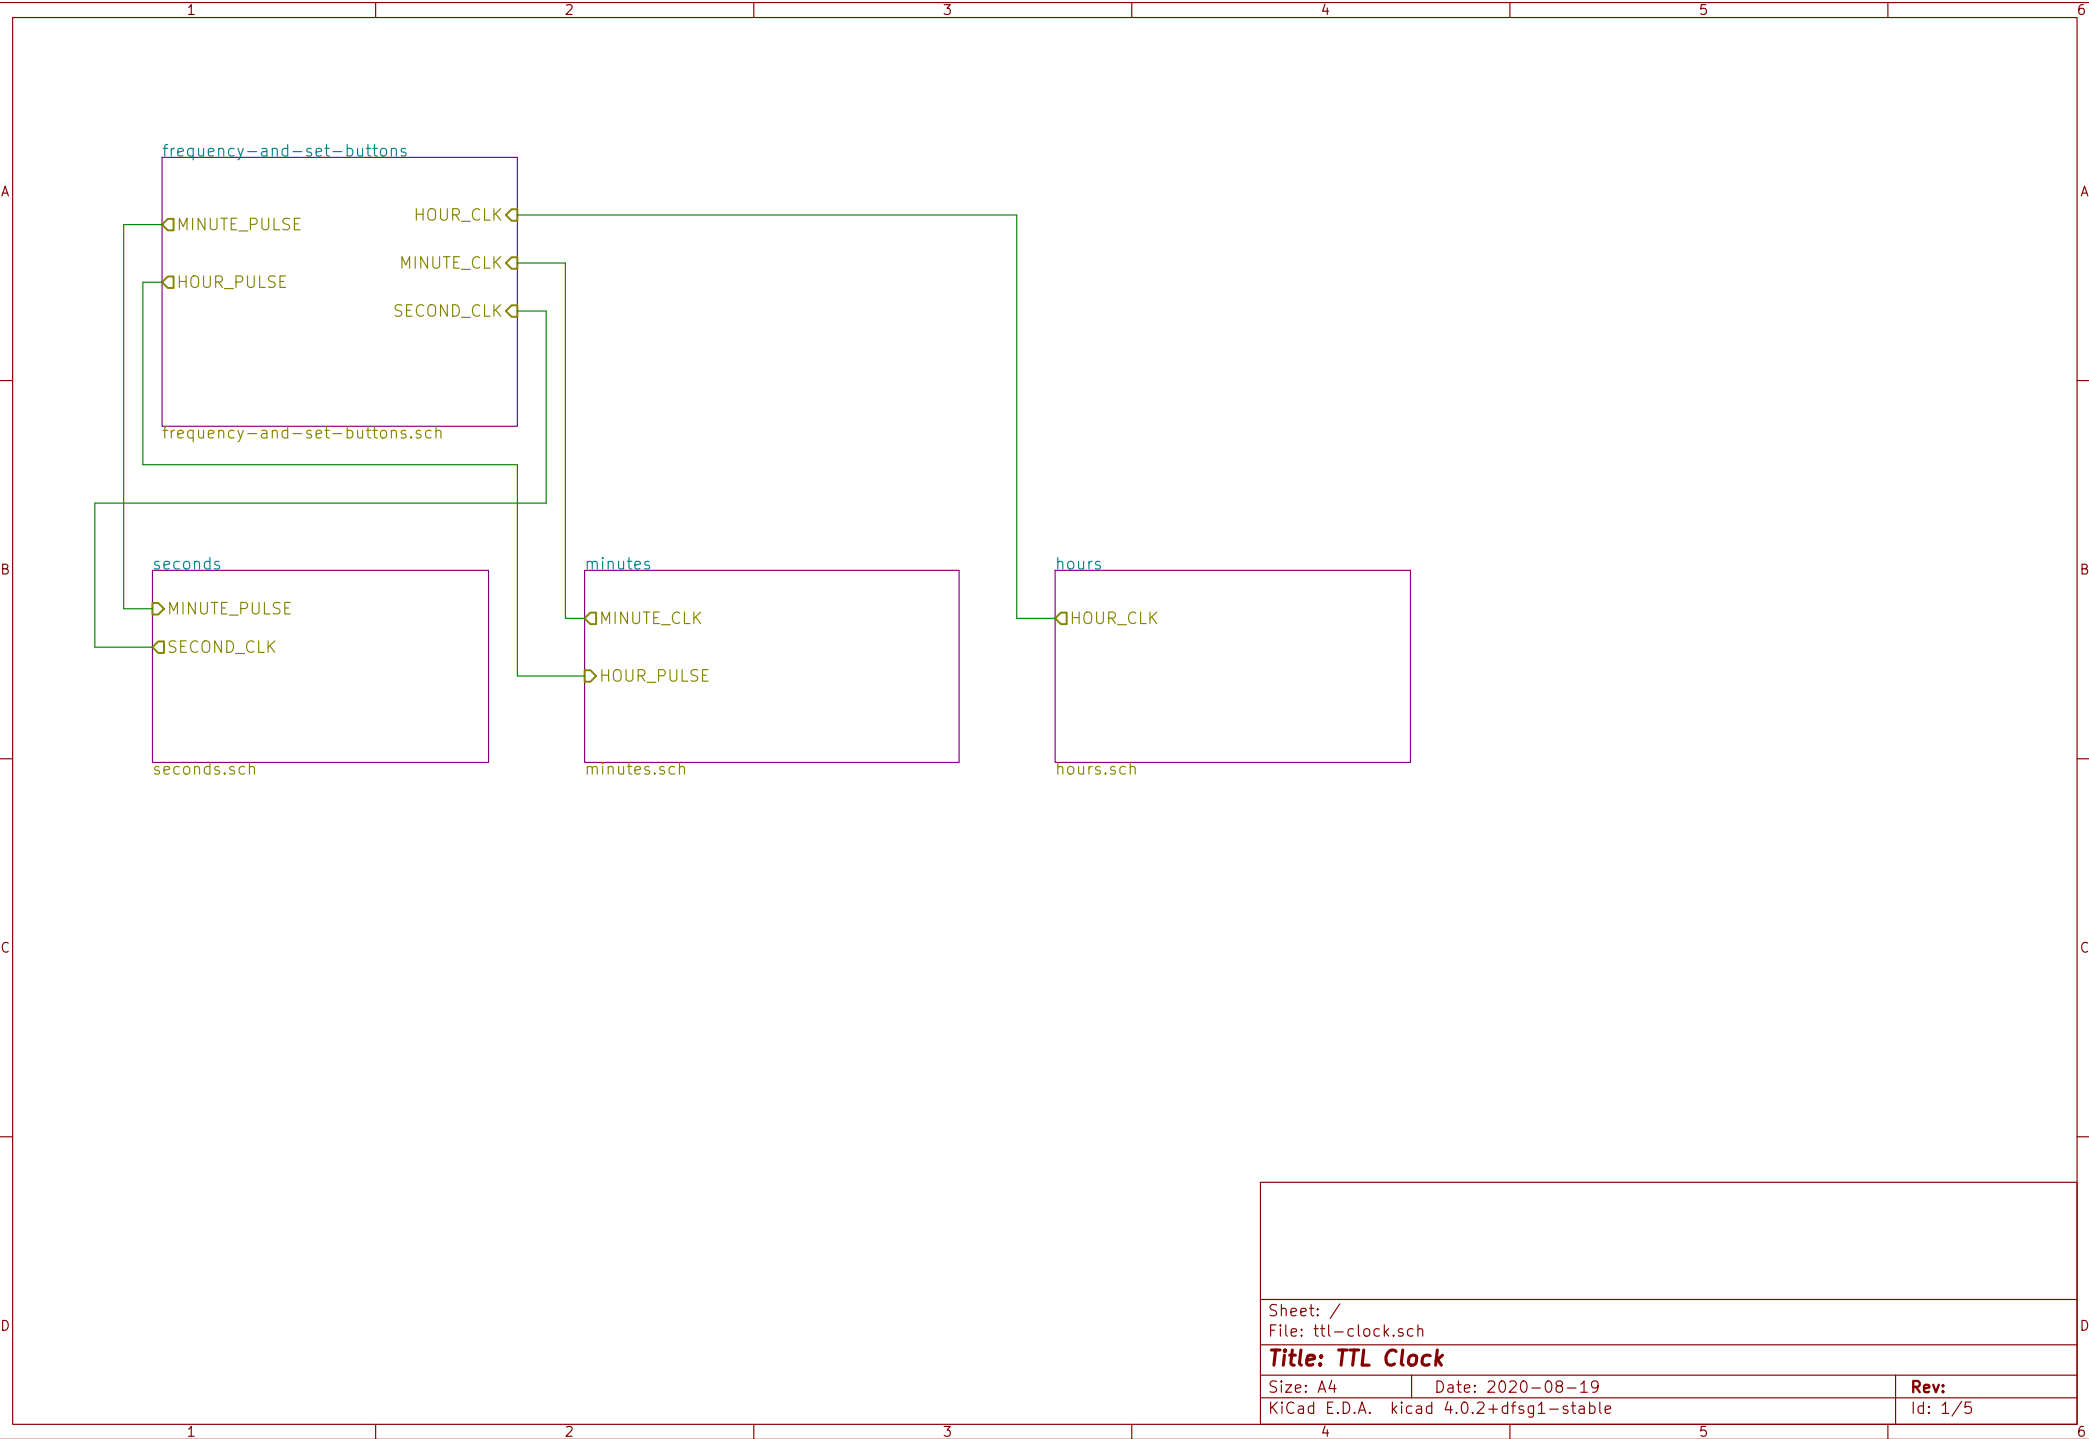 1 2 3 4 5 6
frequency-and-set-buttons
A A
HOUR_CLK
MINUTE_PULSE
MINUTE_CLK
HOUR_PULSE
SECOND_CLK
frequency-and-set-buttons.sch
seconds minutes hours
B B
MINUTE_PULSE
MINUTE_CLK HOUR_CLK
SECOND_CLK
HOUR_PULSE
seconds.sch minutes.sch hours.sch
C C
Sheet: /
D D
File: ttl-clock.sch
Title: TTL Clock
Size: A4 Date: 2020-08-19 Rev:
KiCad E.D.A. kicad 4.0.2+dfsg1-stable Id: 1/5
1 2 3 4 5 6